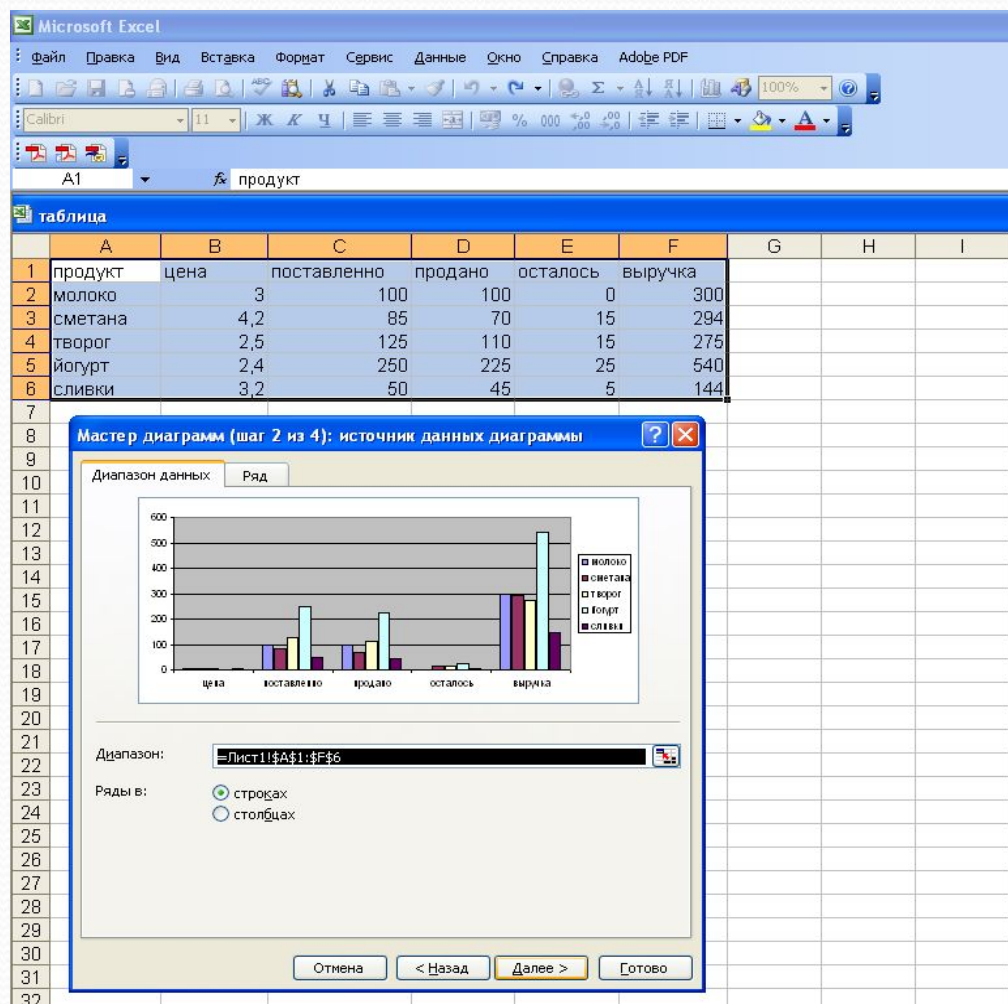 Microsoft Excel
Файл Правка Вид Вставка Формат Сервис Данные Окно Справка Adobe PDF
100%
Calibri 11 Ж К Ч % 000
A1 fx продукт
таблица
A B C D E F G H I
1 продукт цена поставленно продано осталось выручка
2 молоко 3 100 100 0 300
3 сметана 4,2 85 70 15 294
4 творог 2,5 125 110 15 275
5 йогурт 2,4 250 225 25 540
6 сливки 3,2 50 45 5 144
7
8
9
10
11
12
13
14
15
16
17
18
19
20
21
22
23
24
25
26
27
28
29
30
31
32
Мастер диаграмм (шаг 2 из 4): источник данных диаграммы
Диапазон данных Ряд
600
500
400
300
200
100
0
цена поставленно продано осталось выручка
молоко
сметана
творог
йогурт
сливки
Диапазон: =Лист1!$A$1:$F$6
Ряды в: строках
столбцах
Отмена < Назад Далее > Готово